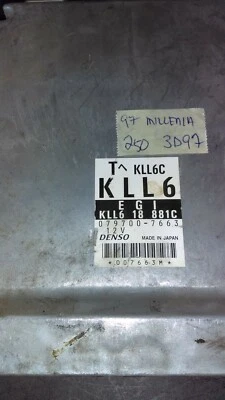 97 MILLENIA
250 3D97
T^ KLL6C
KLL6
EGI
KLL6 18 881C
079700-7663
12V
DENSO MADE IN JAPAN
*007663M*